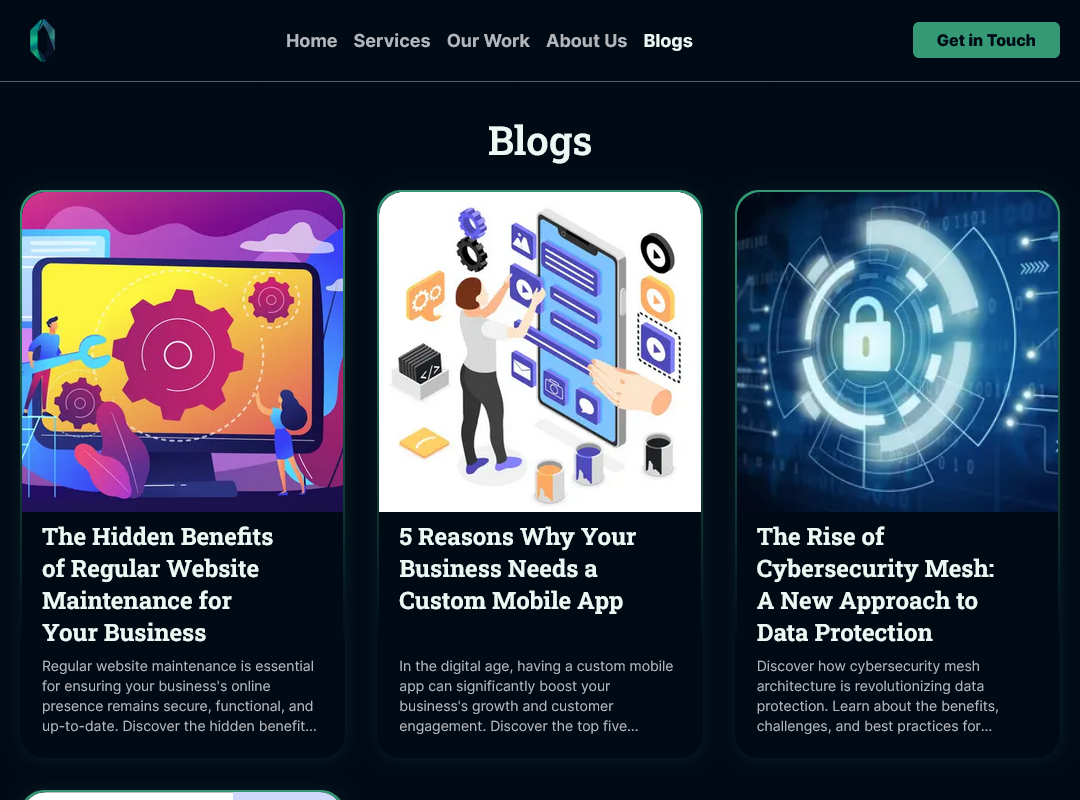 Home Services Our Work About Us Blogs
Get in Touch
Blogs
The Hidden Benefits
of Regular Website
Maintenance for
Your Business
Regular website maintenance is essential
for ensuring your business's online
presence remains secure, functional, and
up-to-date. Discover the hidden benefit...
</>
5 Reasons Why Your
Business Needs a
Custom Mobile App
In the digital age, having a custom mobile
app can significantly boost your
business's growth and customer
engagement. Discover the top five...
The Rise of
Cybersecurity Mesh:
A New Approach to
Data Protection
Discover how cybersecurity mesh
architecture is revolutionizing data
protection. Learn about the benefits,
challenges, and best practices for...